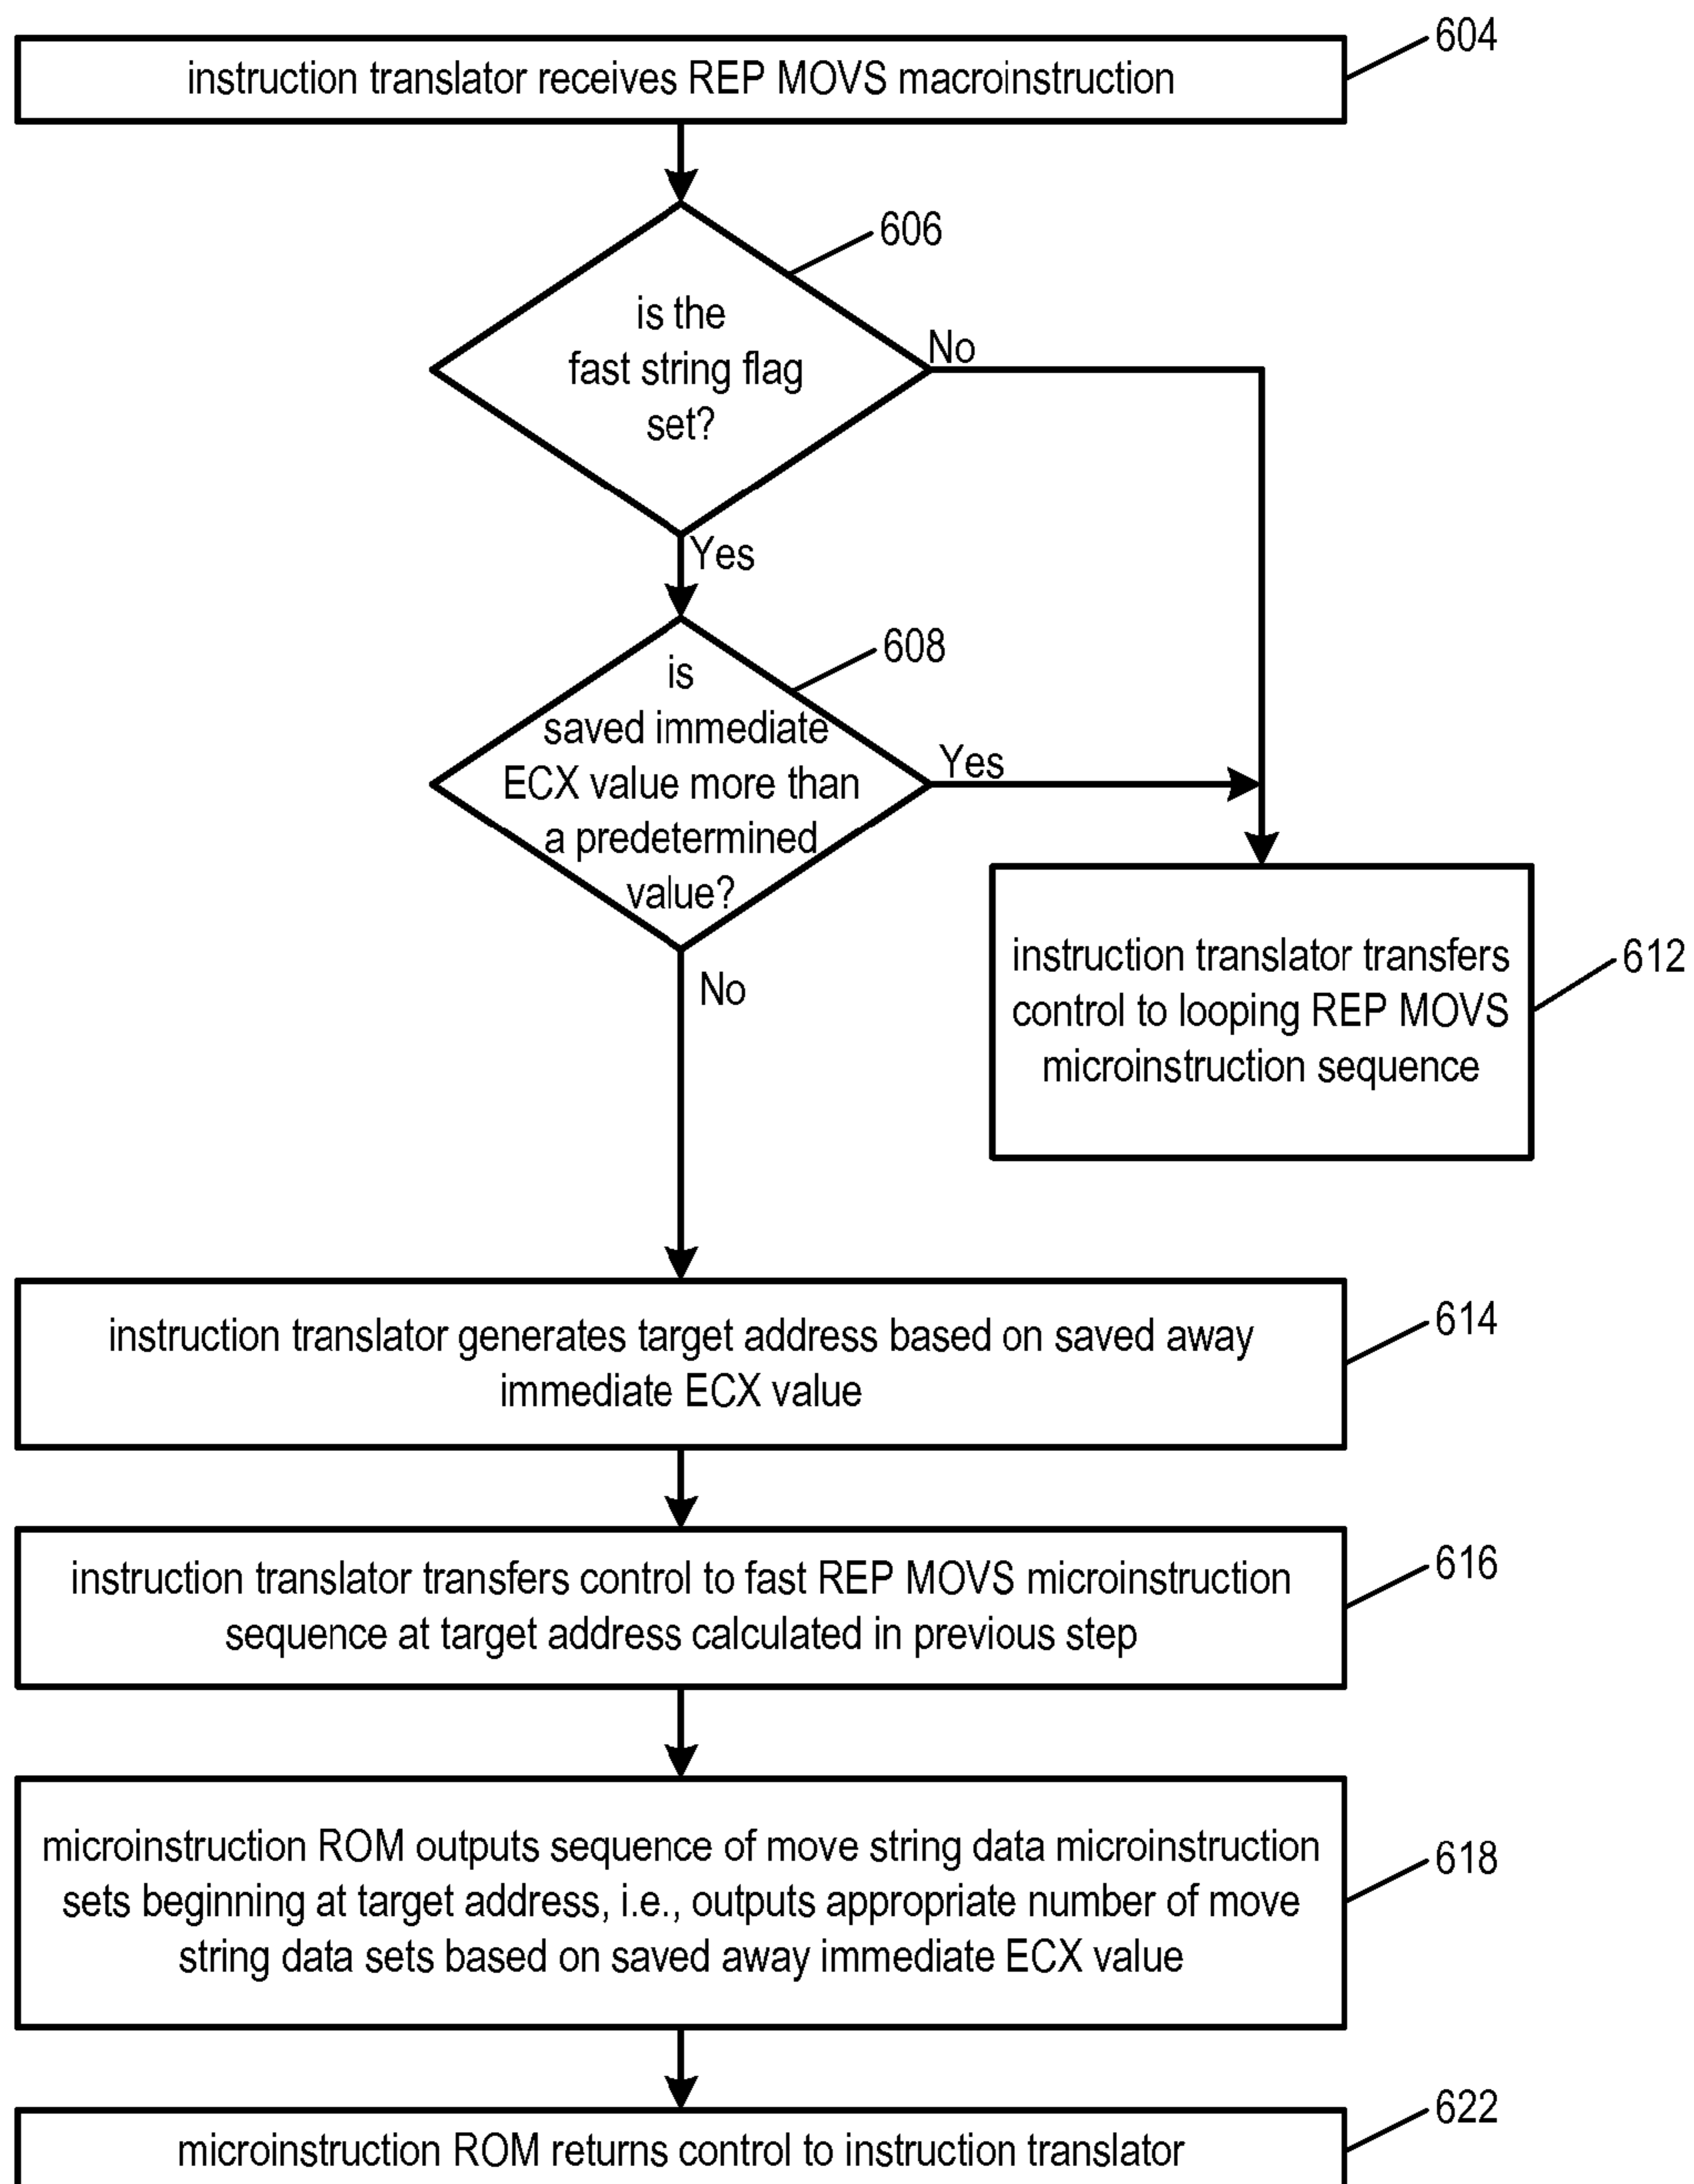 604
instruction translator receives REP MOVS macroinstruction
606
is the
fast string flag
set?
No
Yes
608
is
saved immediate
ECX value more than
a predetermined
value?
Yes
No
612
instruction translator transfers
control to looping REP MOVS
microinstruction sequence
614
instruction translator generates target address based on saved away
immediate ECX value
616
instruction translator transfers control to fast REP MOVS microinstruction
sequence at target address calculated in previous step
618
microinstruction ROM outputs sequence of move string data microinstruction
sets beginning at target address, i.e., outputs appropriate number of move
string data sets based on saved away immediate ECX value
622
microinstruction ROM returns control to instruction translator